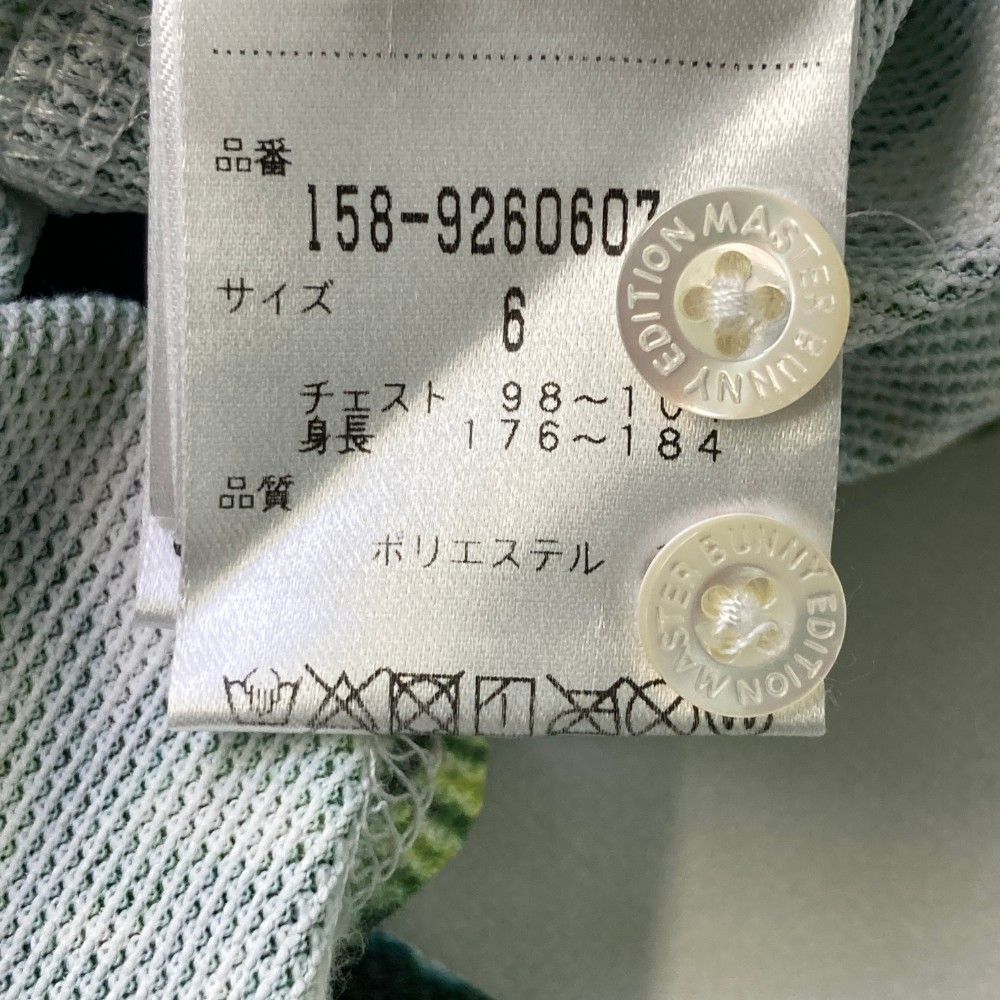 品番
158-9260607
サイズ 6
チェスト 98～10
身長 176～184
品質
ポリエステル
MASTER BUNNY EDITION
MASTER BUNNY EDITION